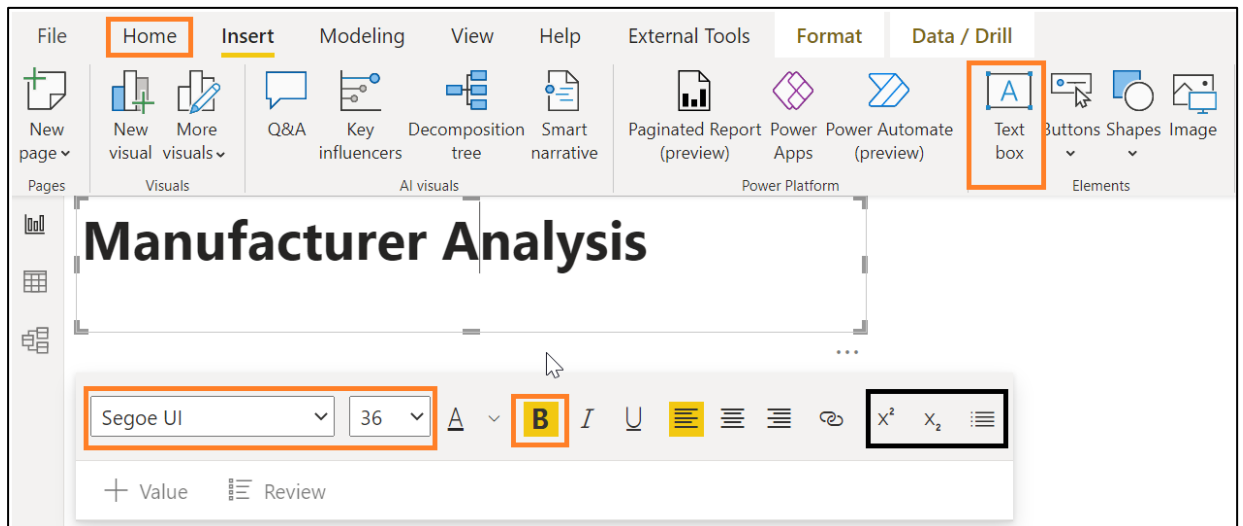 File Home Insert Modeling View Help External Tools Format Data / Drill
New page
New visual
More visuals
Q&A
Key influencers
Decomposition tree
Smart narrative
Paginated Report (preview)
Power Apps
Power Automate (preview)
A
Text box
Buttons
Shapes
Image
Pages Visuals AI visuals Power Platform Elements
Manufacturer Analysis
...
Segoe UI 36 A B I U X² X₂
+ Value Review